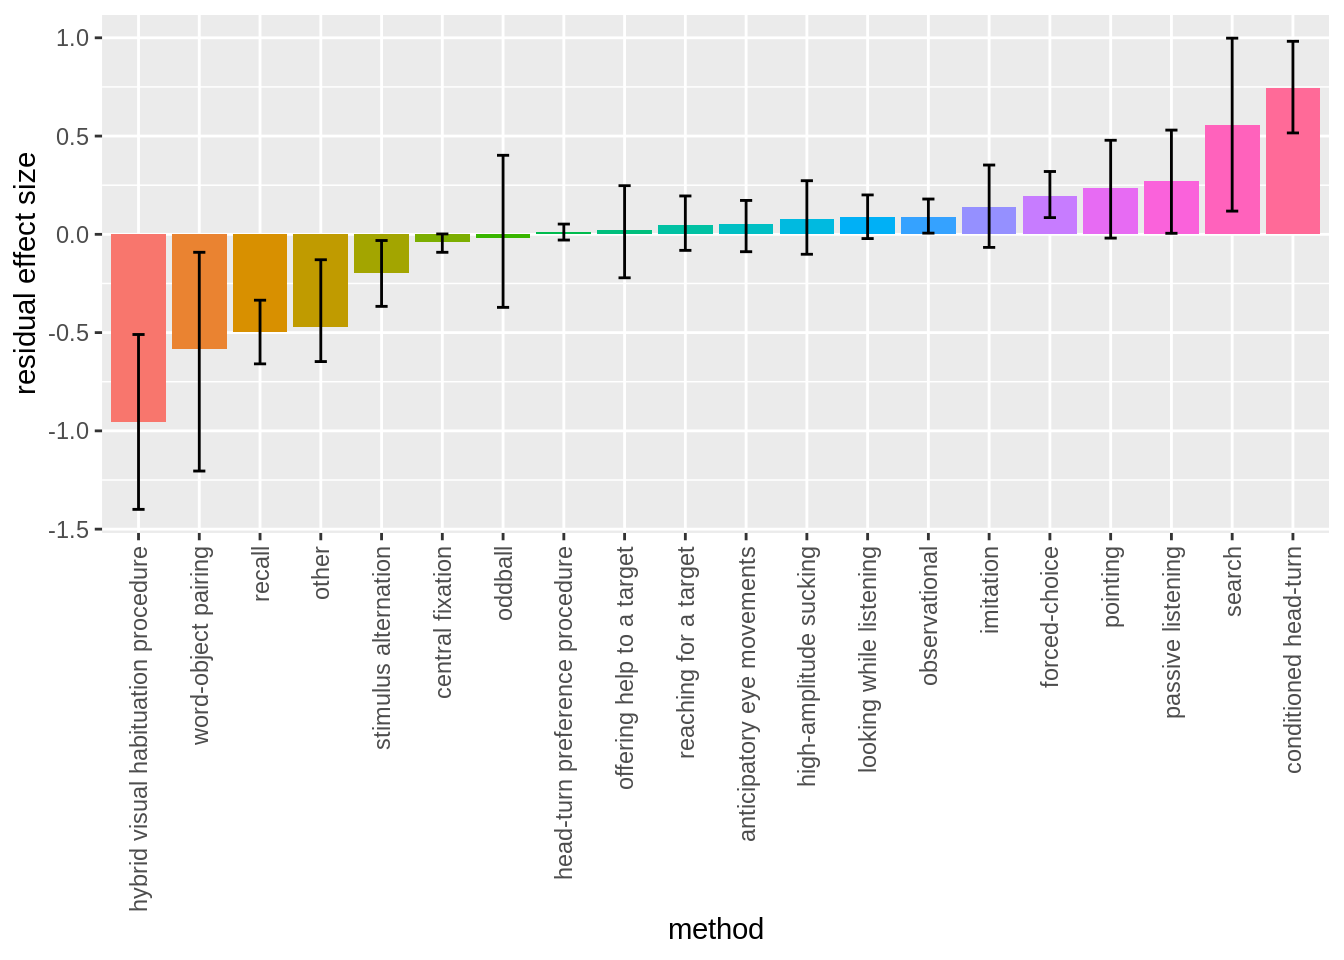 residual effect size
1.0
0.5
0.0
-0.5
-1.0
-1.5
hybrid visual habituation procedure
word-object pairing
recall
other
stimulus alternation
central fixation
oddball
head-turn preference procedure
offering help to a target
reaching for a target
anticipatory eye movements
high-amplitude sucking
looking while listening
observational
imitation
forced-choice
pointing
passive listening
search
conditioned head-turn
method